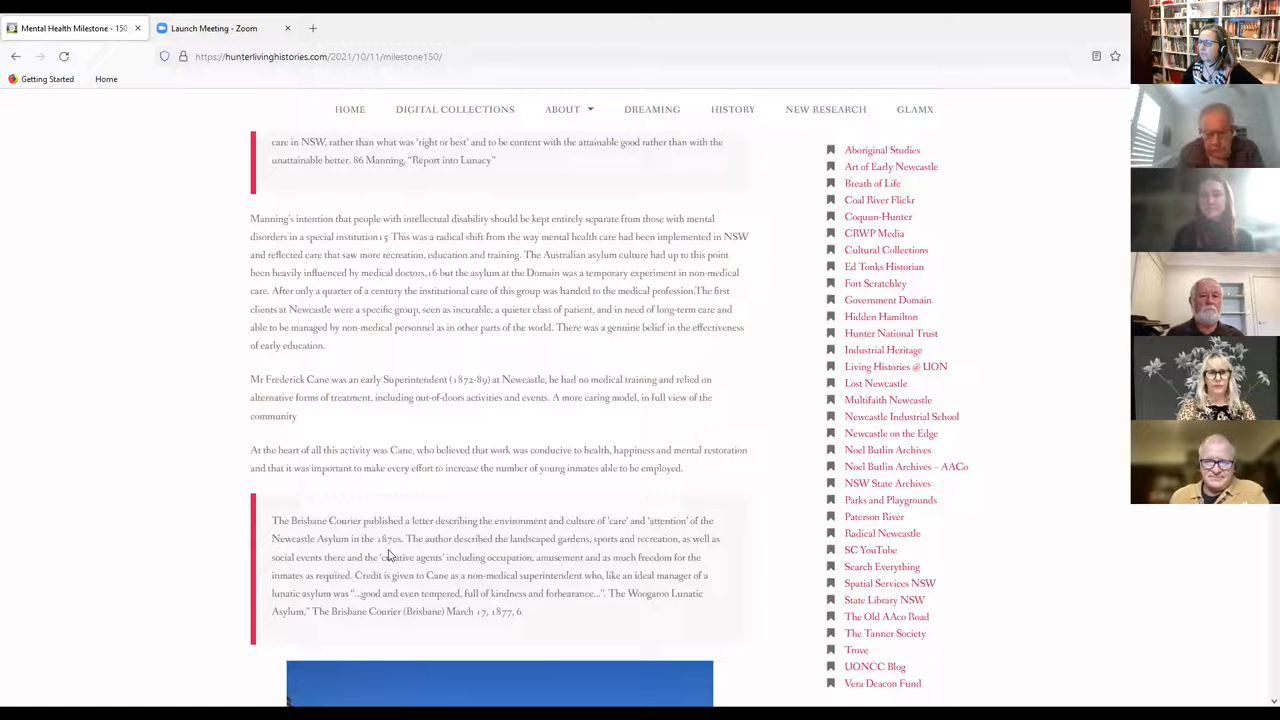 Mental Health Milestone - 150
Launch Meeting - Zoom
https://hunterlivinghistories.com/2021/10/11/milestone150/
Getting Started
Home
HOME
DIGITAL COLLECTIONS
ABOUT
DREAMING
HISTORY
NEW RESEARCH
GLAMX
care in NSW, rather than what was ‘right or best’ and to be content with the attainable good rather than with the
unattainable better. 86 Manning, “Report into Lunacy”
Manning’s intention that people with intellectual disability should be kept entirely separate from those with mental
disorders in a special institution15 This was a radical shift from the way mental health care had been implemented in NSW
and reflected care that saw more recreation, education and training. The Australian asylum culture had up to this point
been heavily influenced by medical doctors,16 but the asylum at the Domain was a temporary experiment in non-medical
care. After only a quarter of a century the institutional care of this group was handed to the medical profession.The first
clients at Newcastle were a specific group, seen as incurable, a quieter class of patient, and in need of long-term care and
able to be managed by non-medical personnel as in other parts of the world. There was a genuine belief in the effectiveness
of early education.
Mr Frederick Cane was an early Superintendent (1872-89) at Newcastle, he had no medical training and relied on
alternative forms of treatment, including out-of-doors activities and events. A more caring model, in full view of the
community
At the heart of all this activity was Cane, who believed that work was conducive to health, happiness and mental restoration
and that it was important to make every effort to increase the number of young inmates able to be employed.
The Brisbane Courier published a letter describing the environment and culture of ‘care’ and ‘attention’ of the
Newcastle Asylum in the 1870s. The author described the landscaped gardens, sports and recreation, as well as
social events there and the agents’ including occupation, amusement and as much freedom for the
inmates as required. Credit is given to Cane as a non-medical superintendent who, like an ideal manager of a
lunatic asylum was “…good and even tempered, full of kindness and forbearance…”. The Woogaroo Lunatic
Asylum,” The Brisbane Courier (Brisbane) March 17, 1877, 6
Aboriginal Studies
Art of Early Newcastle
Breath of Life
Coal River Flickr
Coquun-Hunter
CRWP Media
Cultural Collections
Ed Tonks Historian
Fort Scratchley
Government Domain
Hidden Hamilton
Hunter National Trust
Industrial Heritage
Living Histories @ UON
Lost Newcastle
Multifaith Newcastle
Newcastle Industrial School
Newcastle on the Edge
Noel Butlin Archives
Noel Butlin Archives – AACo
NSW State Archives
Parks and Playgrounds
Paterson River
Radical Newcastle
SC YouTube
Search Everything
Spatial Services NSW
State Library NSW
The Old AAco Road
The Tanner Society
Trove
UONCC Blog
Vera Deacon Fund